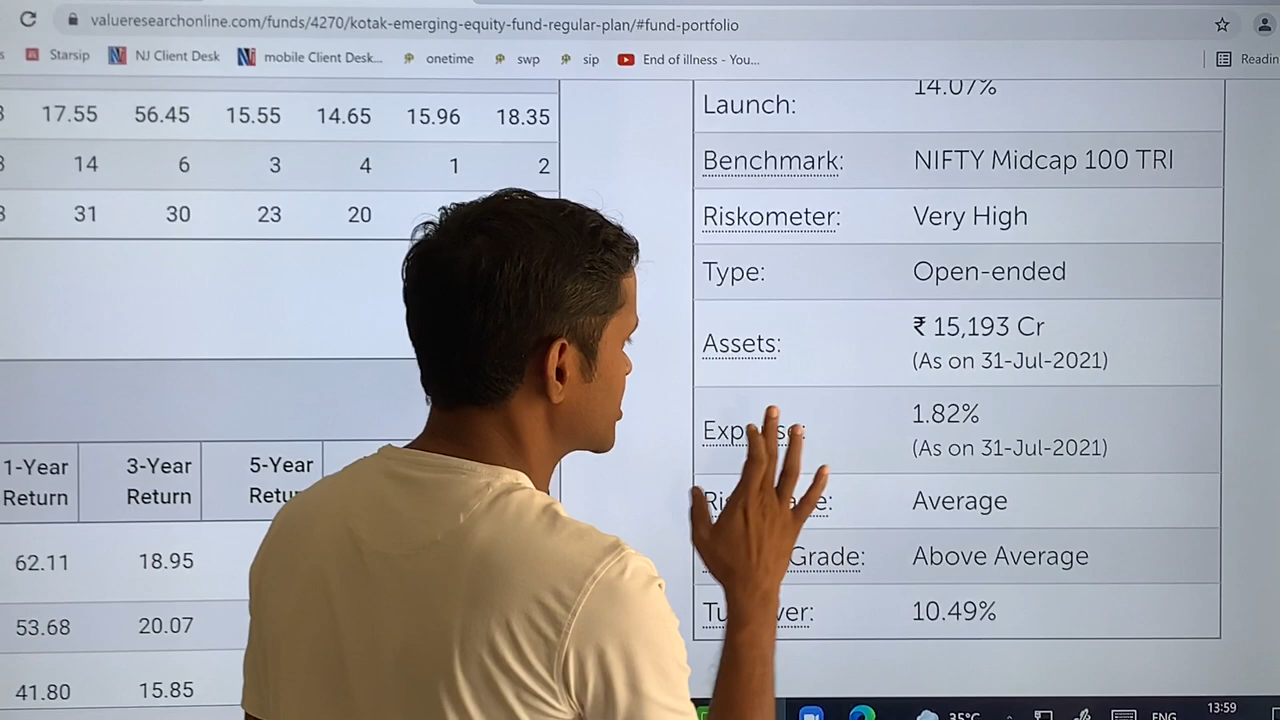 valueresearchonline.com/funds/4270/kotak-emerging-equity-fund-regular-plan/#fund-portfolio
Starsip NJ Client Desk mobile Client Desk... onetime swp sip End of illness - You...
17.55 56.45 15.55 14.65 15.96 18.35
14 6 3 4 1 2
31 30 23 20
1-Year Return 3-Year Return 5-Year
62.11 18.95
53.68 20.07
41.80 15.85
Launch: 14.07%
Benchmark: NIFTY Midcap 100 TRI
Riskometer: Very High
Type: Open-ended
Assets: ₹ 15,193 Cr
(As on 31-Jul-2021)
1.82%
(As on 31-Jul-2021)
Average
Grade: Above Average
10.49%
35°C ENG 13:59